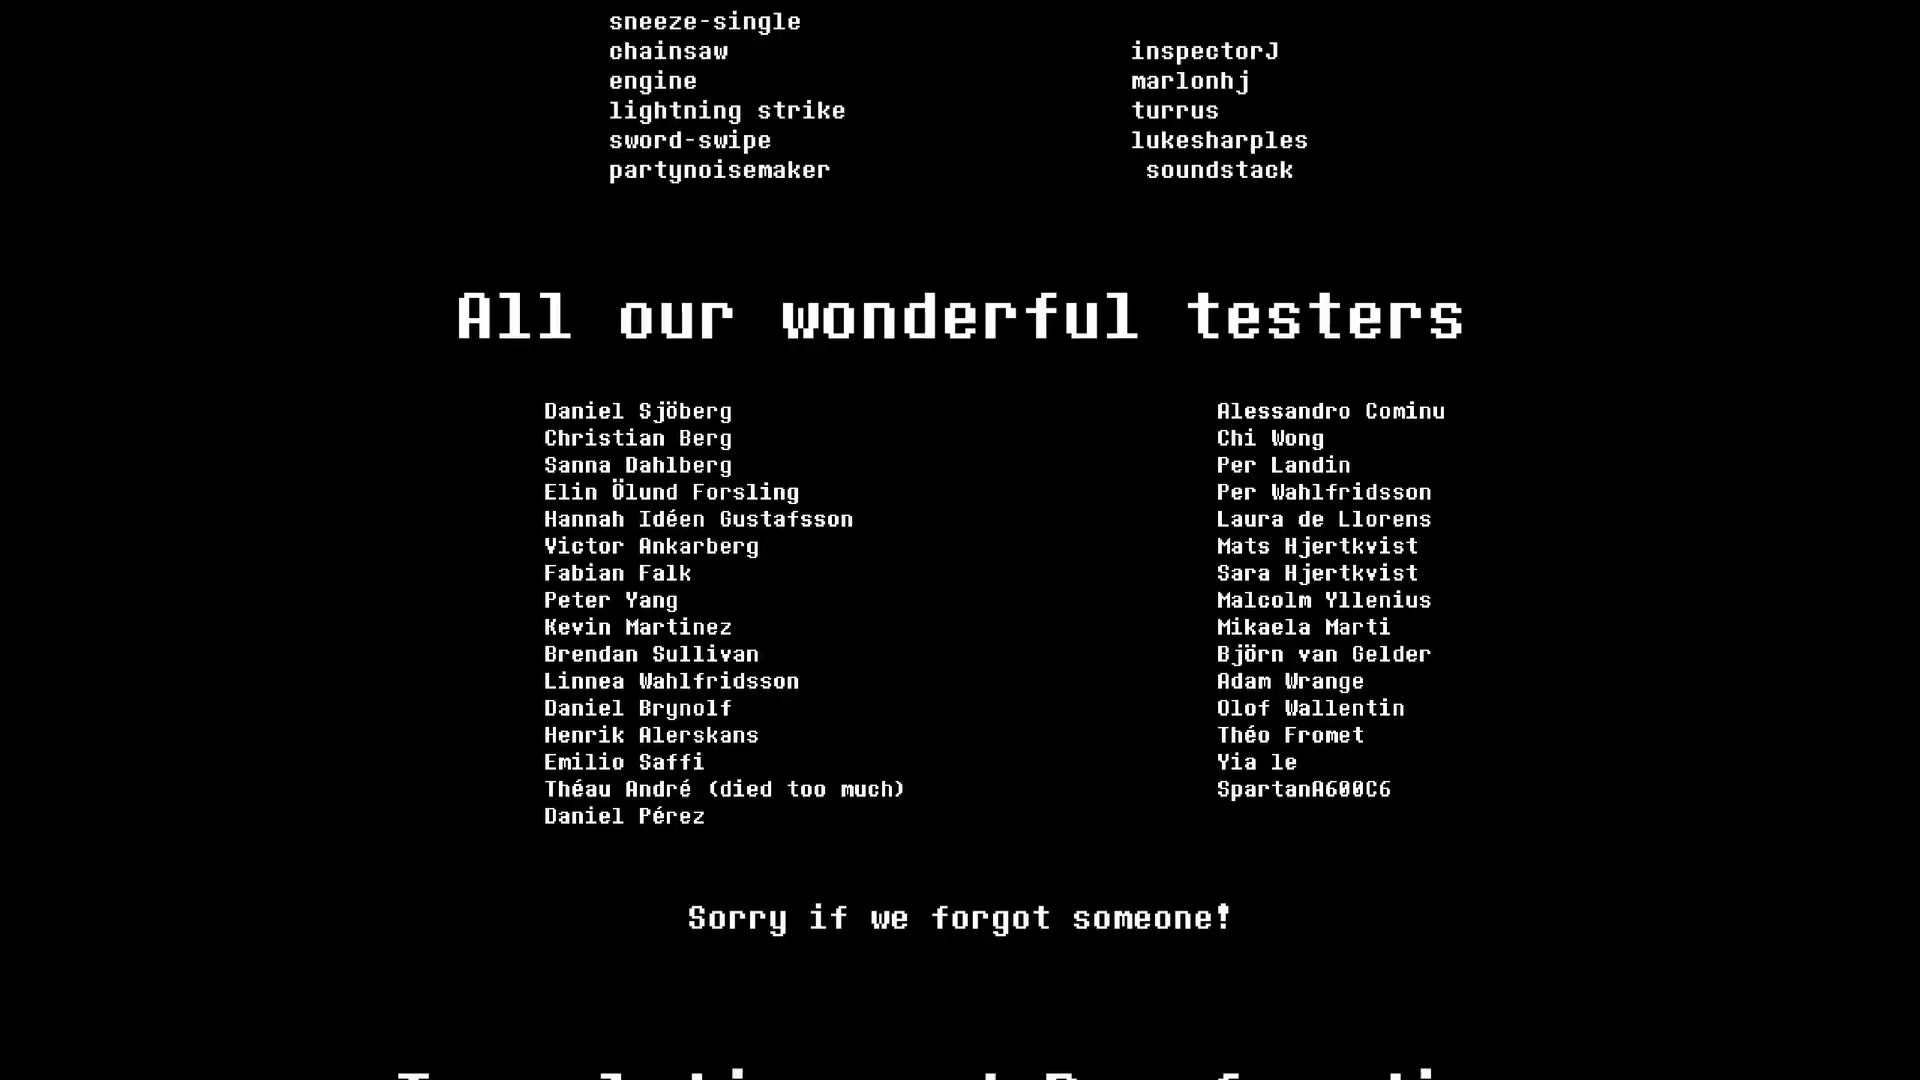 sneeze-single
chainsaw inspectorJ
engine marlonhj
lightning strike turrus
sword-swipe lukesharples
partynoisemaker soundstack
All our wonderful testers
Daniel Sjöberg Alessandro Cominu
Christian Berg Chi Wong
Sanna Dahlberg Per Landin
Elin Ölund Forsling Per Wahlfridsson
Hannah Idéen Gustafsson Laura de Llorens
Victor Ankarberg Mats Hjertkvist
Fabian Falk Sara Hjertkvist
Peter Yang Malcolm Yllenius
Kevin Martinez Mikaela Marti
Brendan Sullivan Björn van Gelder
Linnea Wahlfridsson Adam Wrange
Daniel Brynolf Olof Wallentin
Henrik Alerskans Théo Fromet
Emilio Saffi Yia le
Théau André (died too much) SpartanA600C6
Daniel Pérez
Sorry if we forgot someone!